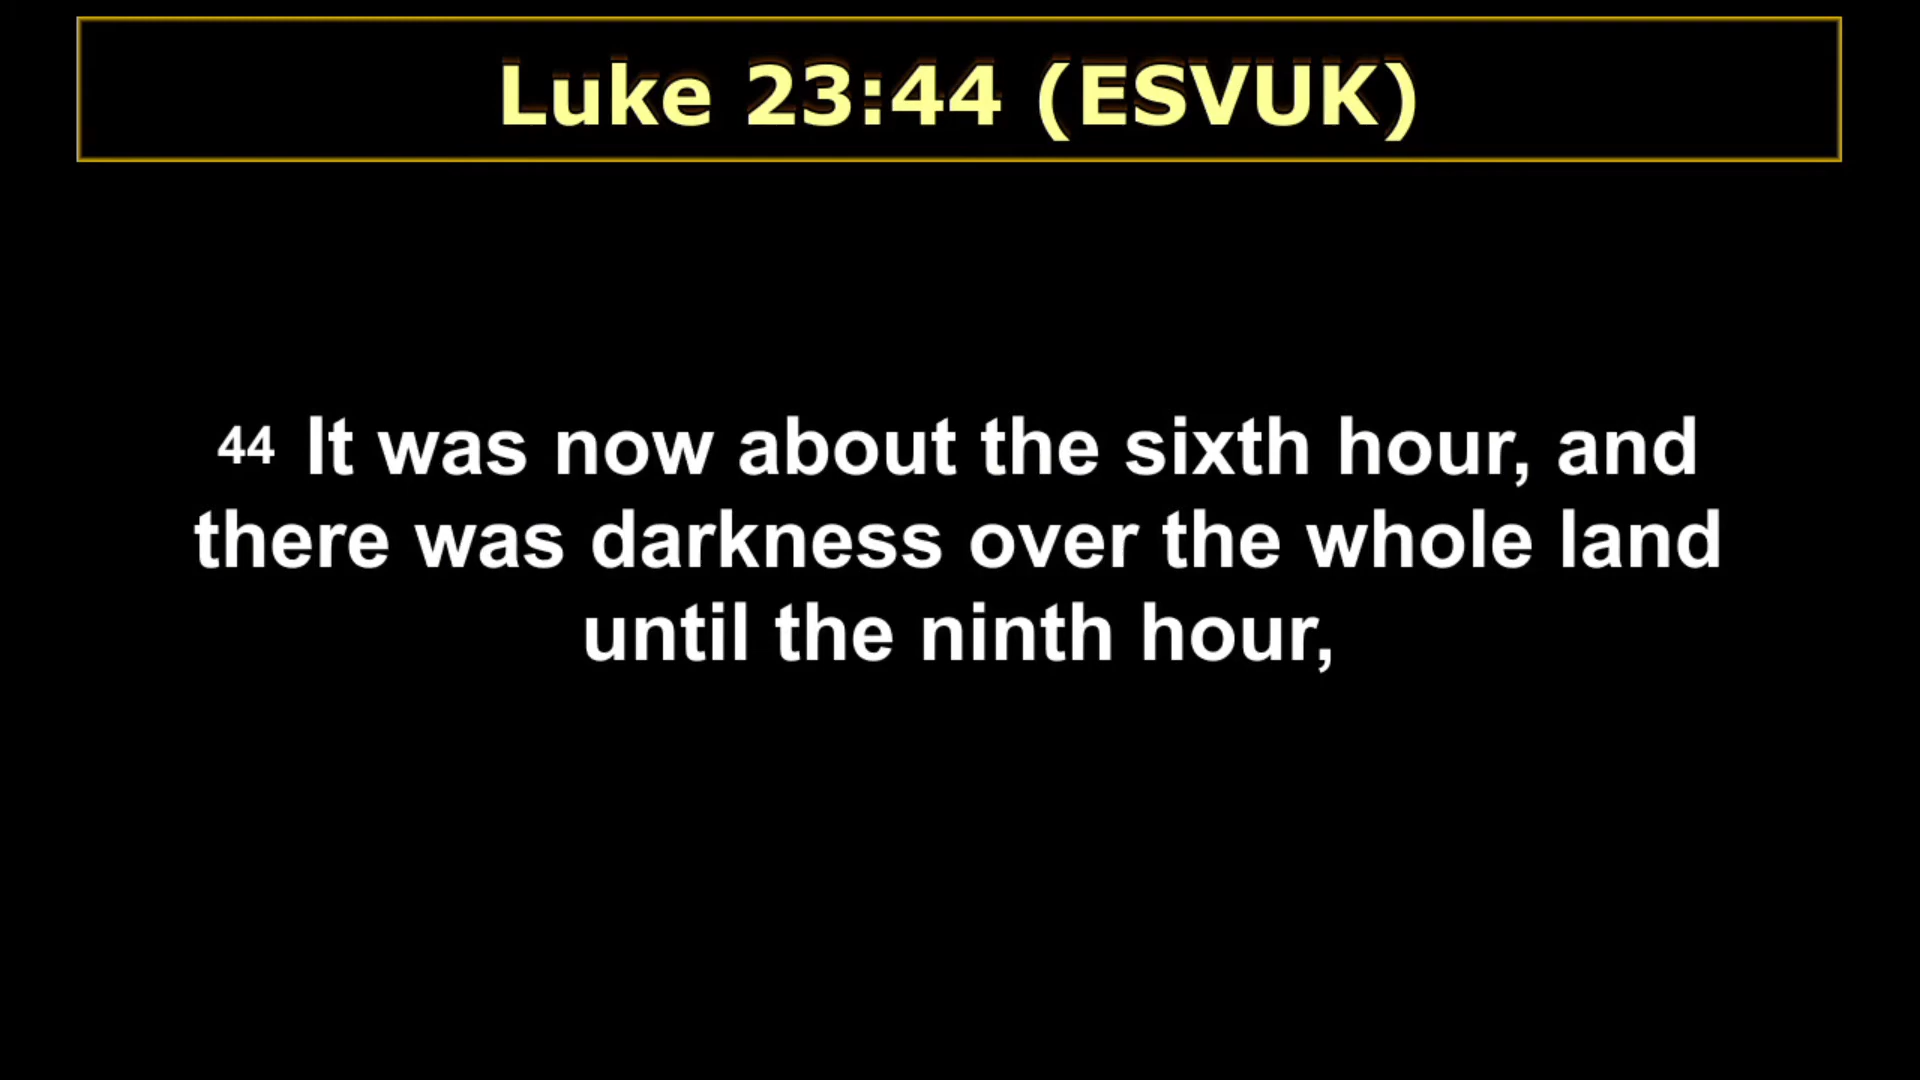 Luke 23:44 (ESVUK)
44 It was now about the sixth hour, and
there was darkness over the whole land
until the ninth hour,